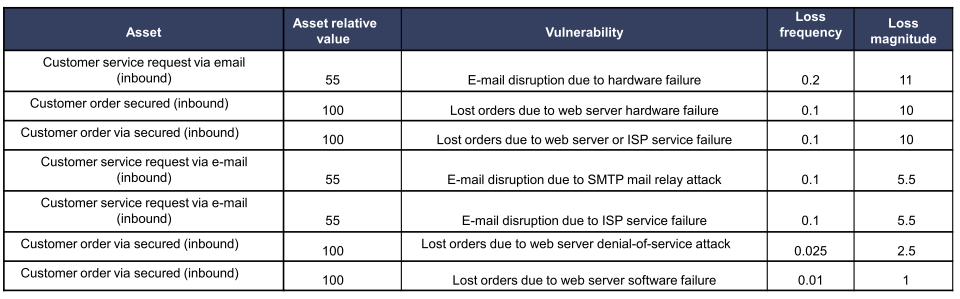 Asset
Asset relative
value
Vulnerability
Loss
frequency
Loss
magnitude
Customer service request via email
(inbound)
55
E-mail disruption due to hardware failure
0.2
11
Customer order secured (inbound)
100
Lost orders due to web server hardware failure
0.1
10
Customer order via secured (inbound)
100
Lost orders due to web server or ISP service failure
0.1
10
Customer service request via e-mail
(inbound)
55
E-mail disruption due to SMTP mail relay attack
0.1
5.5
Customer service request via e-mail
(inbound)
55
E-mail disruption due to ISP service failure
0.1
5.5
Customer order via secured (inbound)
100
Lost orders due to web server denial-of-service attack
0.025
2.5
Customer order via secured (inbound)
100
Lost orders due to web server software failure
0.01
1